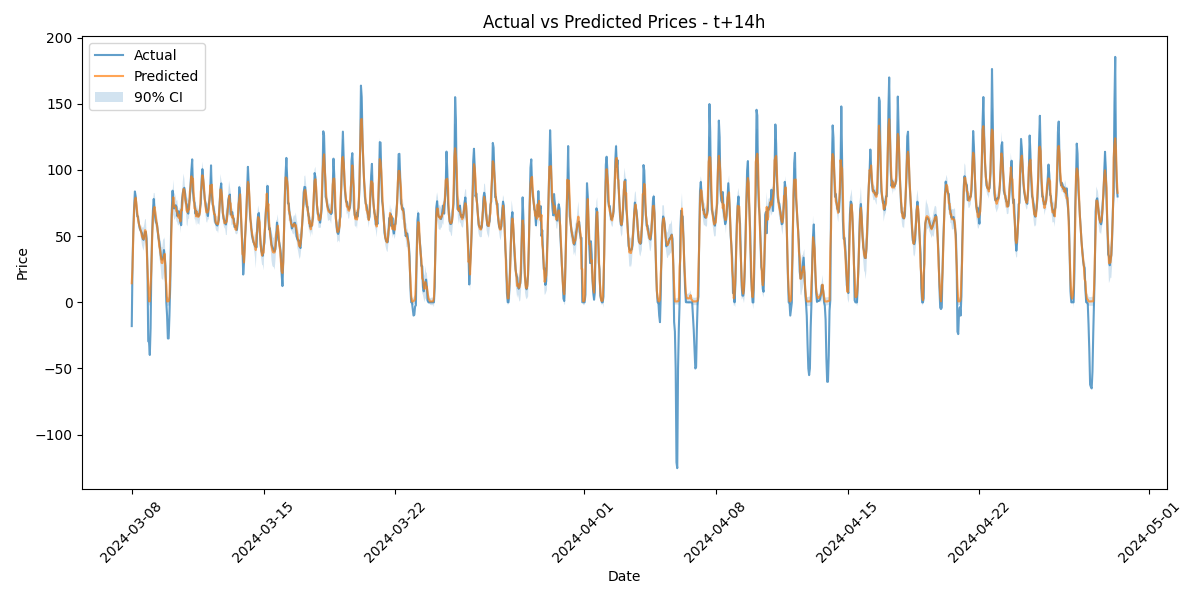 Actual vs Predicted Prices - t+14h
Actual
Predicted
90% CI
200
150
100
50
0
−50
−100
Price
2024-03-08
2024-03-15
2024-03-22
2024-04-01
2024-04-08
2024-04-15
2024-04-22
2024-05-01
Date